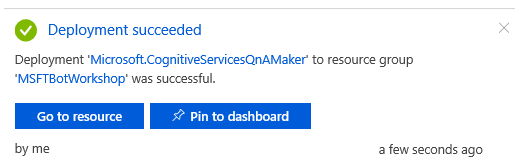 Deployment succeeded
Deployment 'Microsoft.CognitiveServicesQnAMaker' to resource group
'MSFTBotWorkshop' was successful.
Go to resource
Pin to dashboard
by me
a few seconds ago